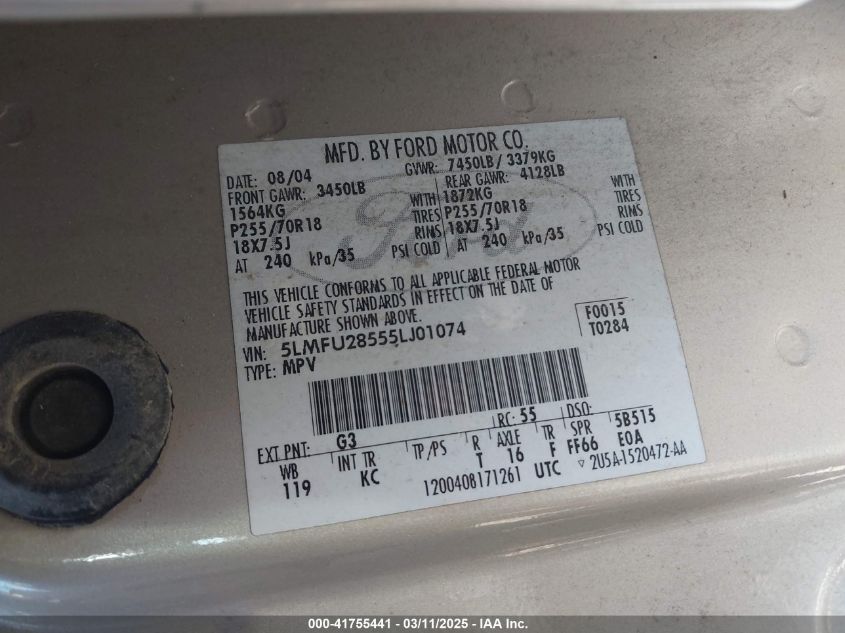 MFD. BY FORD MOTOR CO.
DATE: 08/04 GVWR: 7450LB/ 3379KG
FRONT GAWR: 3450LB REAR GAWR: 4128LB
1564KG WITH 1872KG WITH
P255/70R18 TIRES P255/70R18 TIRES
18X7.5J RIMS 18X7.5J RIMS
AT 240 kPa/35 PSI COLD AT 240 kPa/35 PSI COLD
Ford
THIS VEHICLE CONFORMS TO ALL APPLICABLE FEDERAL MOTOR
VEHICLE SAFETY STANDARDS IN EFFECT ON THE DATE OF
MANUFACTURE SHOWN ABOVE.
F0015
T0284
VIN: 5LMFU28555LJ01074
TYPE: MPV
EXT PNT: G3 RC: 55 DSO:
WB INT TR TP/PS R AXLE TR SPR 5B515
119 KC T 16 F FF66 E0A
1200408171261 UTC ▽ 2U5A-1520472-AA
000-41755441 - 03/11/2025 - IAA Inc.